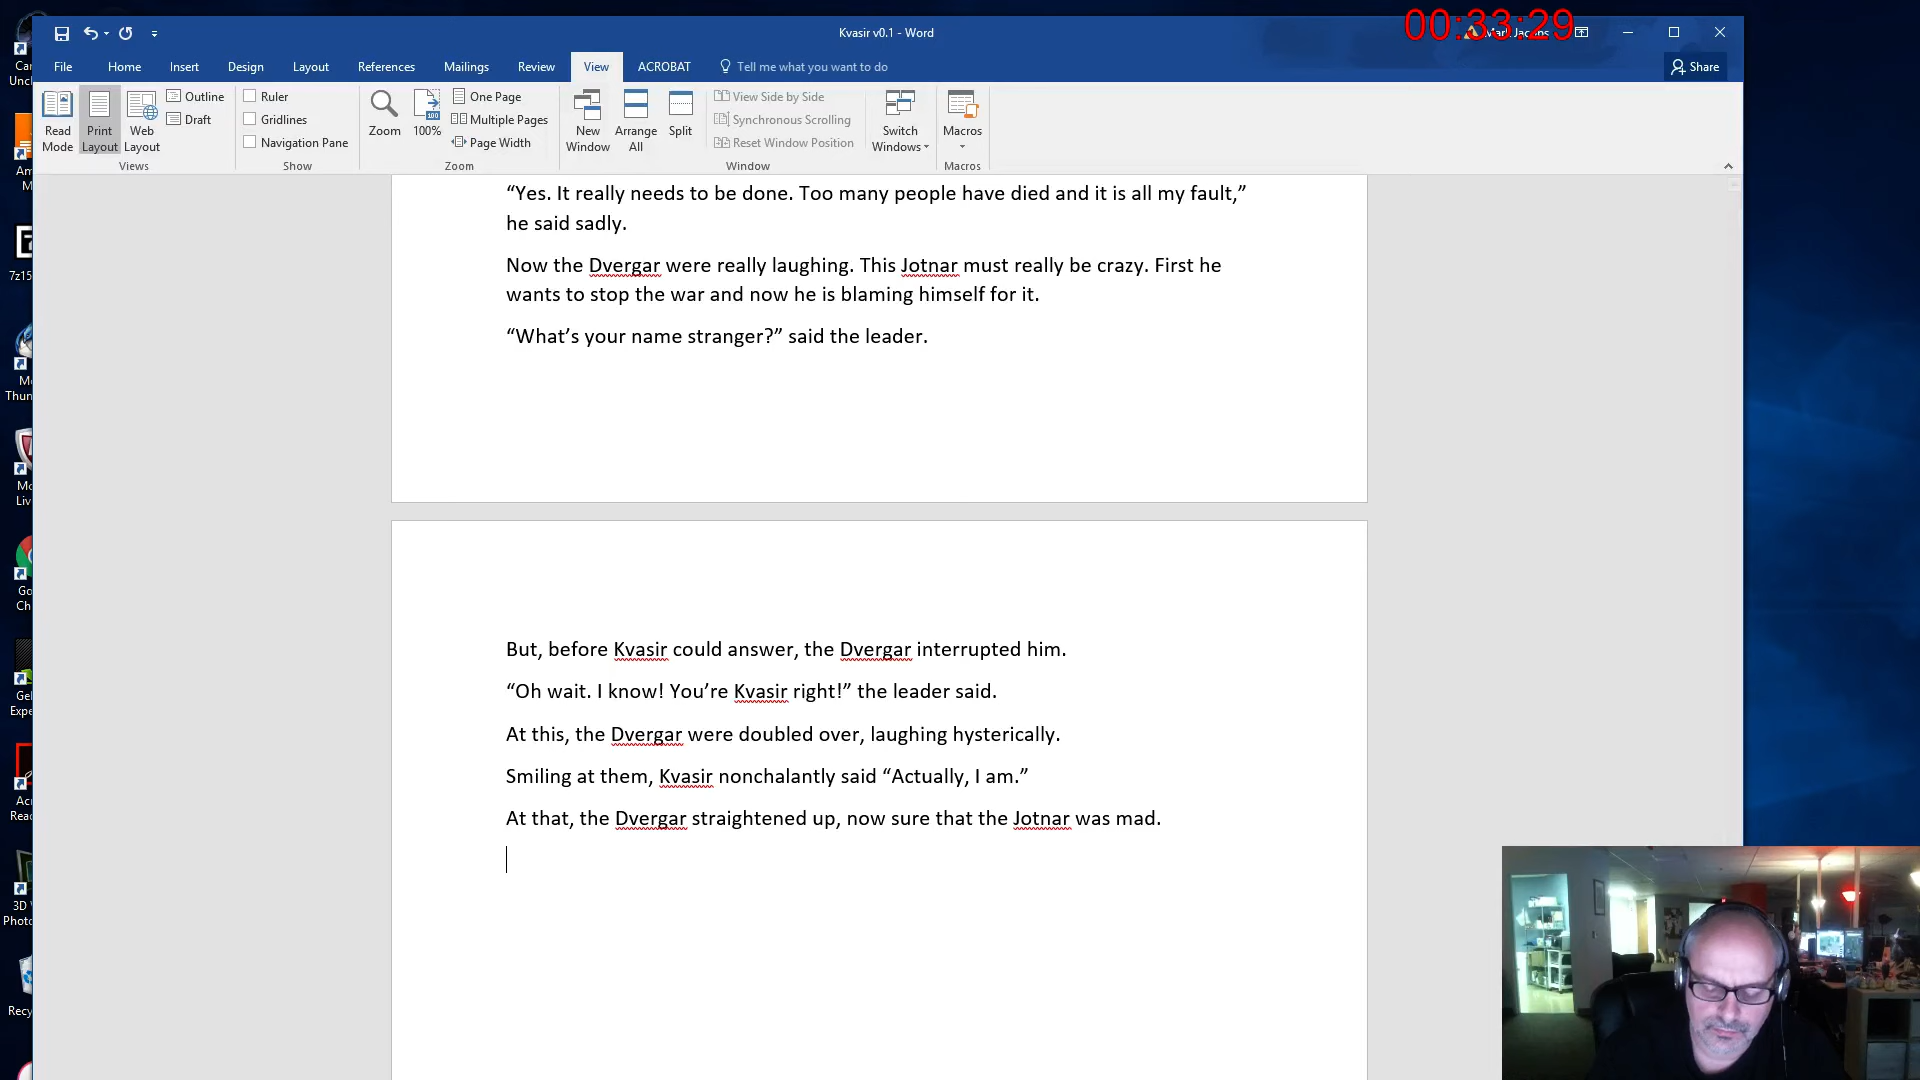 00:33:29
Kvasir v0.1 - Word
File Home Insert Design Layout References Mailings Review View ACROBAT Tell me what you want to do Share
Read Mode
Print Layout
Web Layout
Outline
Draft
Views
Ruler
Gridlines
Navigation Pane
Show
Zoom
100%
One Page
Multiple Pages
Page Width
Zoom
New Window
Arrange All
Split
View Side by Side
Synchronous Scrolling
Reset Window Position
Window
Switch Windows
Macros
Macros
“Yes. It really needs to be done. Too many people have died and it is all my fault,”
he said sadly.
Now the Dvergar were really laughing. This Jotnar must really be crazy. First he
wants to stop the war and now he is blaming himself for it.
“What’s your name stranger?” said the leader.
But, before Kvasir could answer, the Dvergar interrupted him.
“Oh wait. I know! You’re Kvasir right!” the leader said.
At this, the Dvergar were doubled over, laughing hysterically.
Smiling at them, Kvasir nonchalantly said “Actually, I am.”
At that, the Dvergar straightened up, now sure that the Jotnar was mad.